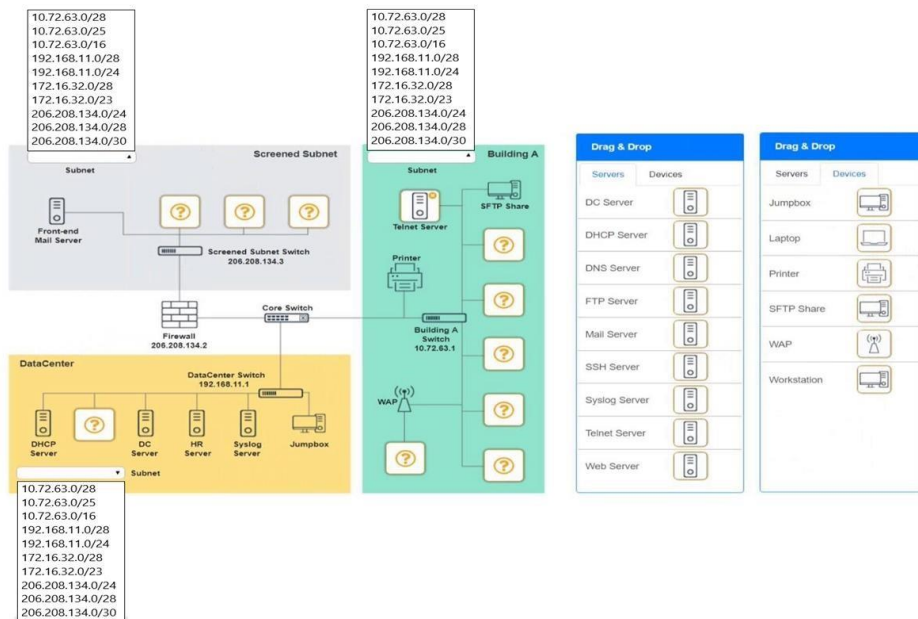 10.72.63.0/28
10.72.63.0/25
10.72.63.0/16
192.168.11.0/28
192.168.11.0/24
172.16.32.0/28
172.16.32.0/23
206.208.134.0/24
206.208.134.0/28
206.208.134.0/30
Subnet
Screened Subnet
Front-end
Mail Server
?
?
?
Screened Subnet Switch
206.208.134.3
Firewall
206.208.134.2
Core Switch
10.72.63.0/28
10.72.63.0/25
10.72.63.0/16
192.168.11.0/28
192.168.11.0/24
172.16.32.0/28
172.16.32.0/23
206.208.134.0/24
206.208.134.0/28
206.208.134.0/30
Subnet
Building A
Telnet Server
SFTP Share
Printer
?
?
?
?
?
Building A
Switch
10.72.63.1
WAP
?
DataCenter
DataCenter Switch
192.168.11.1
DHCP
Server
?
DC
Server
HR
Server
Syslog
Server
Jumpbox
Subnet
10.72.63.0/28
10.72.63.0/25
10.72.63.0/16
192.168.11.0/28
192.168.11.0/24
172.16.32.0/28
172.16.32.0/23
206.208.134.0/24
206.208.134.0/28
206.208.134.0/30
Drag & Drop
Servers Devices
DC Server
DHCP Server
DNS Server
FTP Server
Mail Server
SSH Server
Syslog Server
Telnet Server
Web Server
Drag & Drop
Servers Devices
Jumpbox
Laptop
Printer
SFTP Share
WAP
Workstation